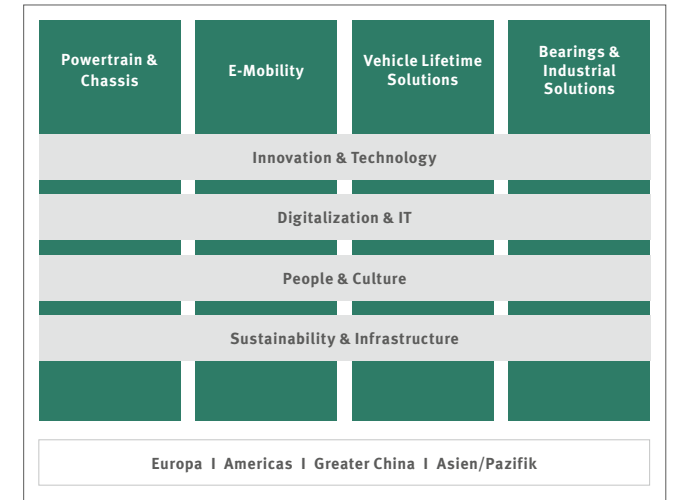 Powertrain &
Chassis
E-Mobility
Vehicle Lifetime
Solutions
Bearings &
Industrial
Solutions
Innovation & Technology
Digitalization & IT
People & Culture
Sustainability & Infrastructure
Europa I Americas I Greater China I Asien/Pazifik